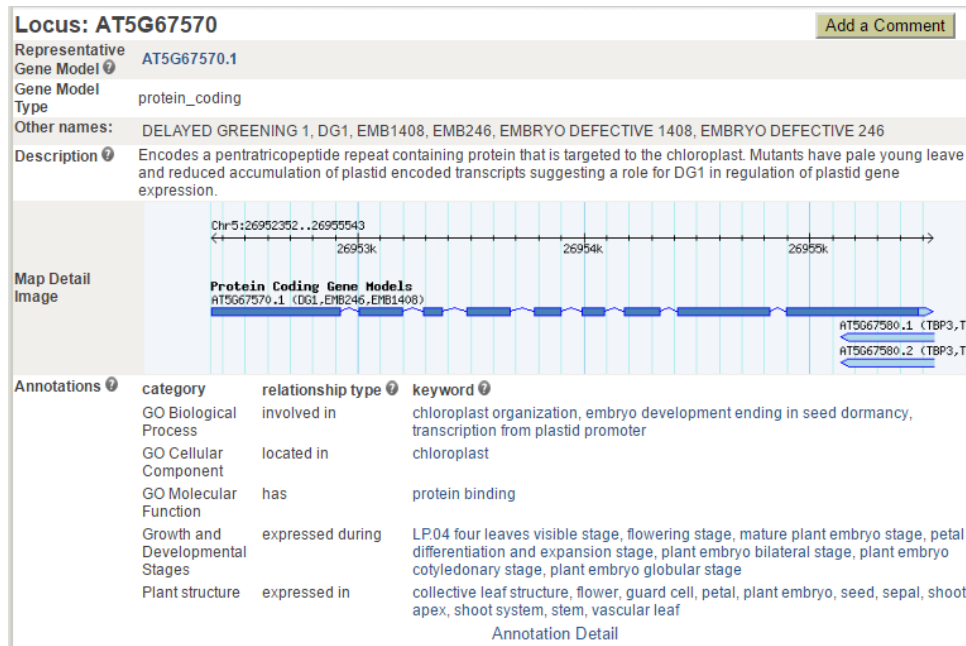 Locus: AT5G67570
Add a Comment
Representative
Gene Model
AT5G67570.1
Gene Model
Type
protein_coding
Other names:
DELAYED GREENING 1, DG1, EMB1408, EMB246, EMBRYO DEFECTIVE 1408, EMBRYO DEFECTIVE 246
Description
Encodes a pentratricopeptide repeat containing protein that is targeted to the chloroplast. Mutants have pale young leave
and reduced accumulation of plastid encoded transcripts suggesting a role for DG1 in regulation of plastid gene
expression.
Map Detail
Image
Chr5:26952352..26955543
26953k 26954k 26955k
Protein Coding Gene Models
AT5G67570.1 (DG1,EMB246,EMB1408)
AT5G67580.1 (TBP3,T
AT5G67580.2 (TBP3,T
Annotations
category relationship type keyword
GO Biological
Process
involved in
chloroplast organization, embryo development ending in seed dormancy,
transcription from plastid promoter
GO Cellular
Component
located in
chloroplast
GO Molecular
Function
has
protein binding
Growth and
Developmental
Stages
expressed during
LP.04 four leaves visible stage, flowering stage, mature plant embryo stage, petal
differentiation and expansion stage, plant embryo bilateral stage, plant embryo
cotyledonary stage, plant embryo globular stage
Plant structure
expressed in
collective leaf structure, flower, guard cell, petal, plant embryo, seed, sepal, shoot
apex, shoot system, stem, vascular leaf
Annotation Detail